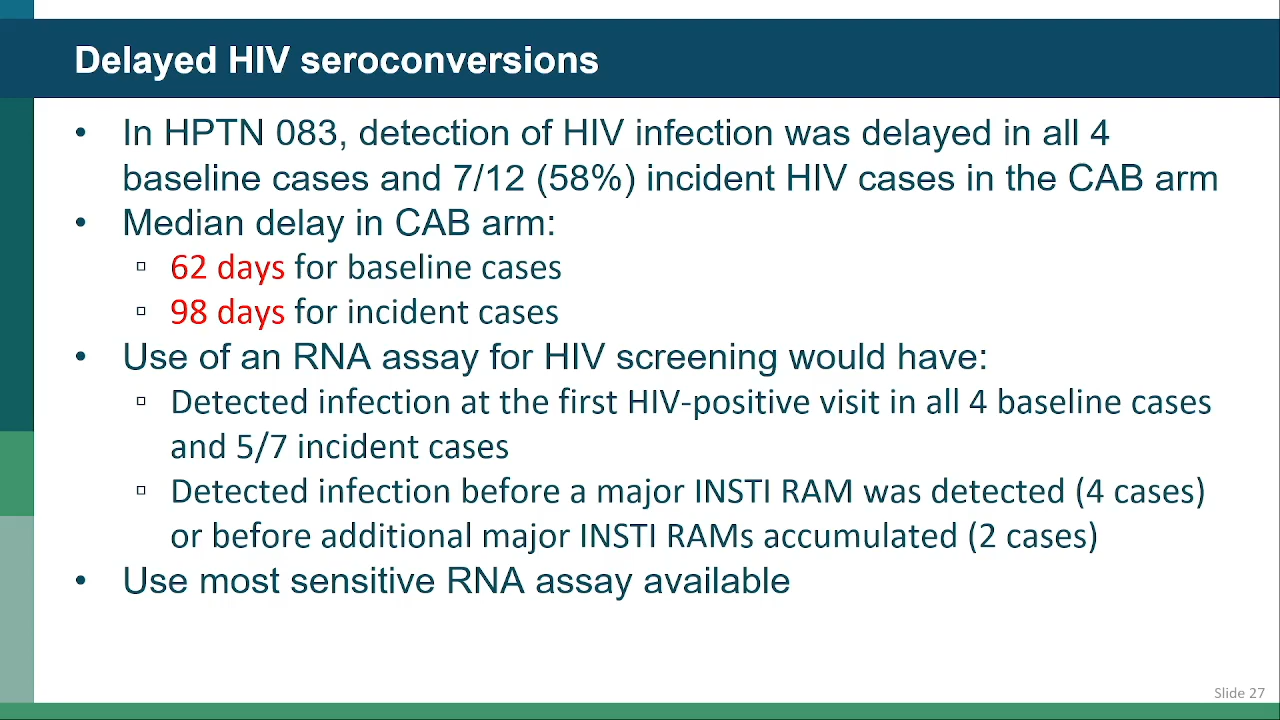 Delayed HIV seroconversions
• In HPTN 083, detection of HIV infection was delayed in all 4
baseline cases and 7/12 (58%) incident HIV cases in the CAB arm
• Median delay in CAB arm:
▫ 62 days for baseline cases
▫ 98 days for incident cases
• Use of an RNA assay for HIV screening would have:
▫ Detected infection at the first HIV-positive visit in all 4 baseline cases
and 5/7 incident cases
▫ Detected infection before a major INSTI RAM was detected (4 cases)
or before additional major INSTI RAMs accumulated (2 cases)
• Use most sensitive RNA assay available
Slide 27